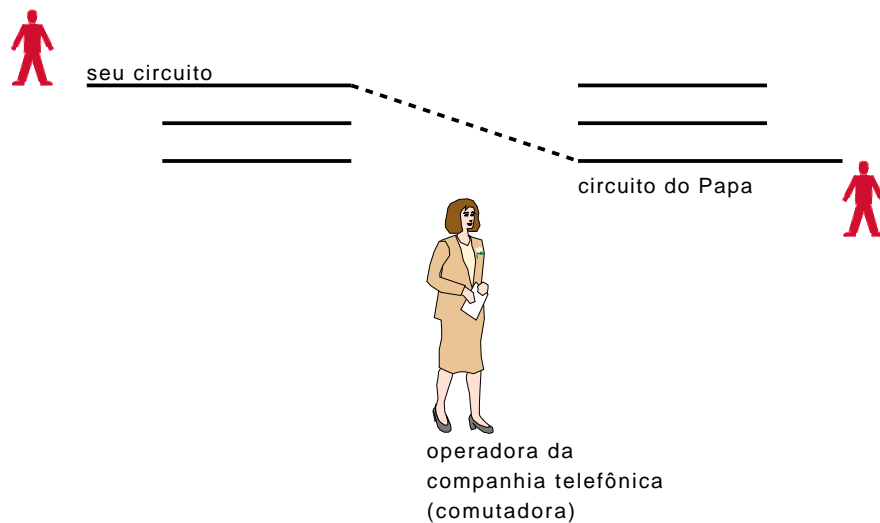 seu circuito
circuito do Papa
operadora da
companhia telefônica
(comutadora)